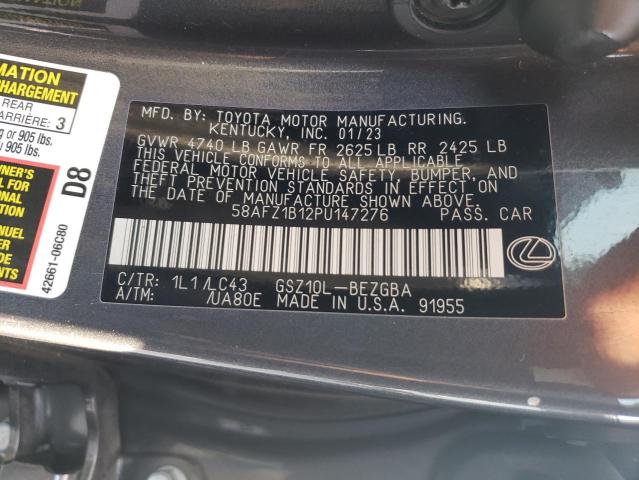 MFD. BY: TOYOTA MOTOR MANUFACTURING.
KENTUCKY, INC. 01/23
GVWR 4740 LB GAWR FR 2625 LB RR 2425 LB
THIS VEHICLE CONFORMS TO ALL APPLICABLE
FEDERAL MOTOR VEHICLE SAFETY, BUMPER, AND
THEFT PREVENTION STANDARDS IN EFFECT ON
THE DATE OF MANUFACTURE SHOWN ABOVE.
58AFZ1B12PU147276 PASS. CAR
C/TR: 1L1/LC43 GSZ10L-BEZGBA
A/TM: /UA80E MADE IN U.S.A. 91955
REAR
ARRIÈRE: 3
or 905 lbs.
905 lbs.
D8
42661-06C80